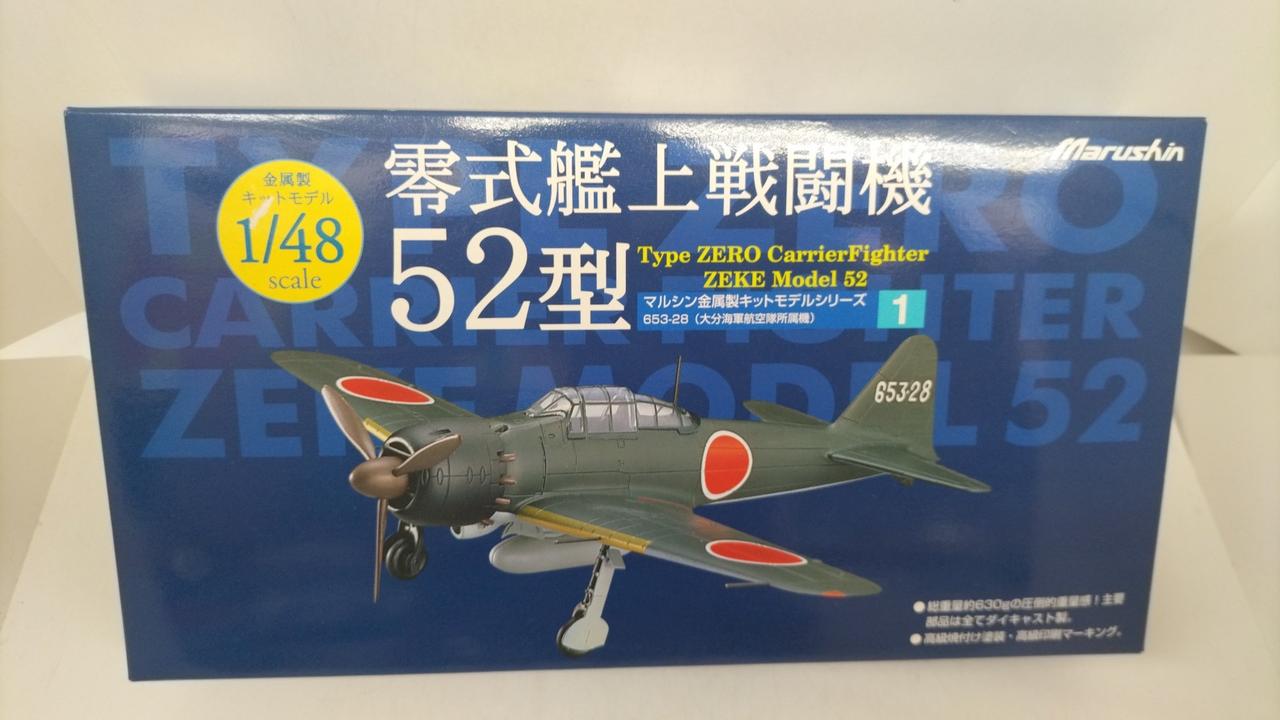 TYPE ZERO
CARRIER FIGHTER
ZEKE MODEL 52
Marushin
金属製
キットモデル
1/48
scale
零式艦上戦闘機
52型
Type ZERO CarrierFighter
ZEKE Model 52
マルシン金属製キットモデルシリーズ
653-28（大分海軍航空隊所属機）
1
653-28
●総重量約630gの圧倒的重量感！主要
部品は全てダイキャスト製。
●高級焼付け塗装・高級印刷マーキング。